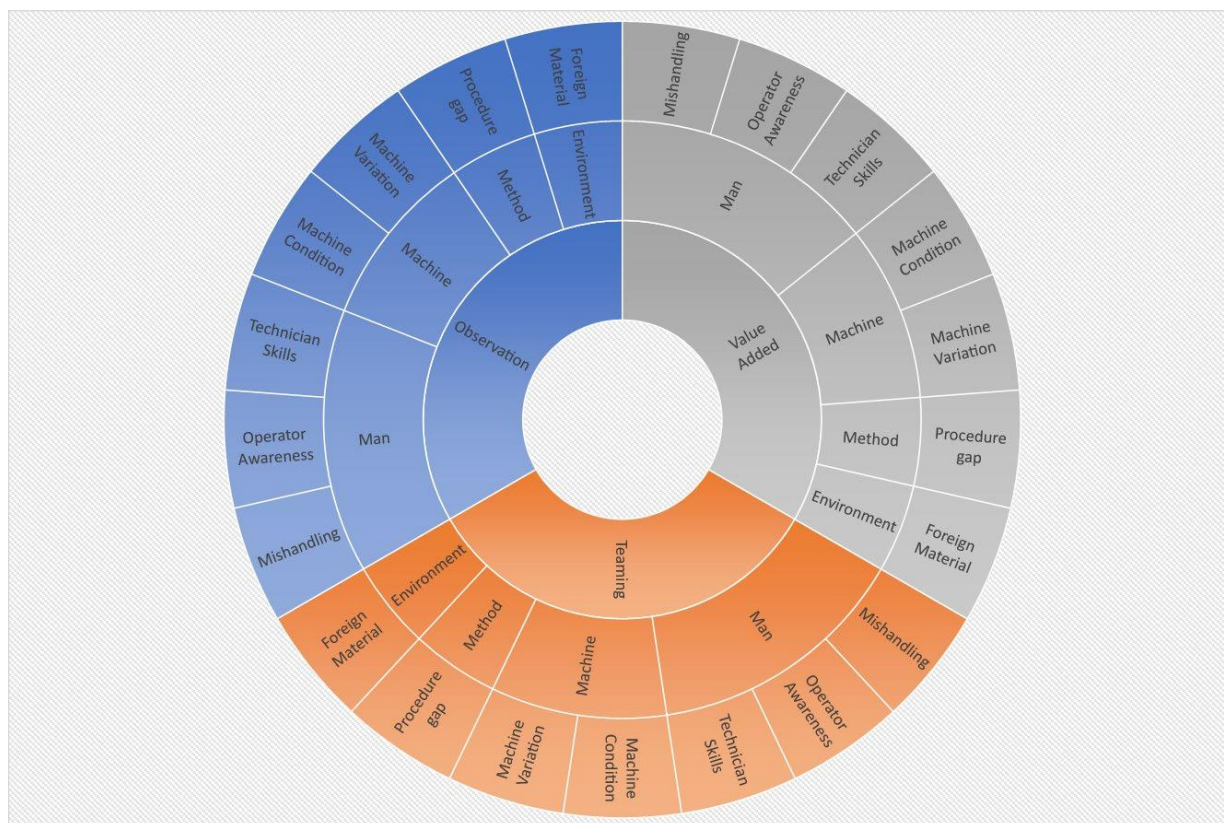 Value
Added
Man
Mishandling
Operator
Awareness
Technician
Skills
Machine
Machine
Condition
Machine
Variation
Method
Procedure
gap
Environment
Foreign
Material
Teaming
Man
Mishandling
Operator
Awareness
Technician
Skills
Machine
Machine
Condition
Machine
Variation
Method
Procedure
gap
Environment
Foreign
Material
Observation
Man
Mishandling
Operator
Awareness
Technician
Skills
Machine
Machine
Condition
Machine
Variation
Method
Procedure
gap
Environment
Foreign
Material